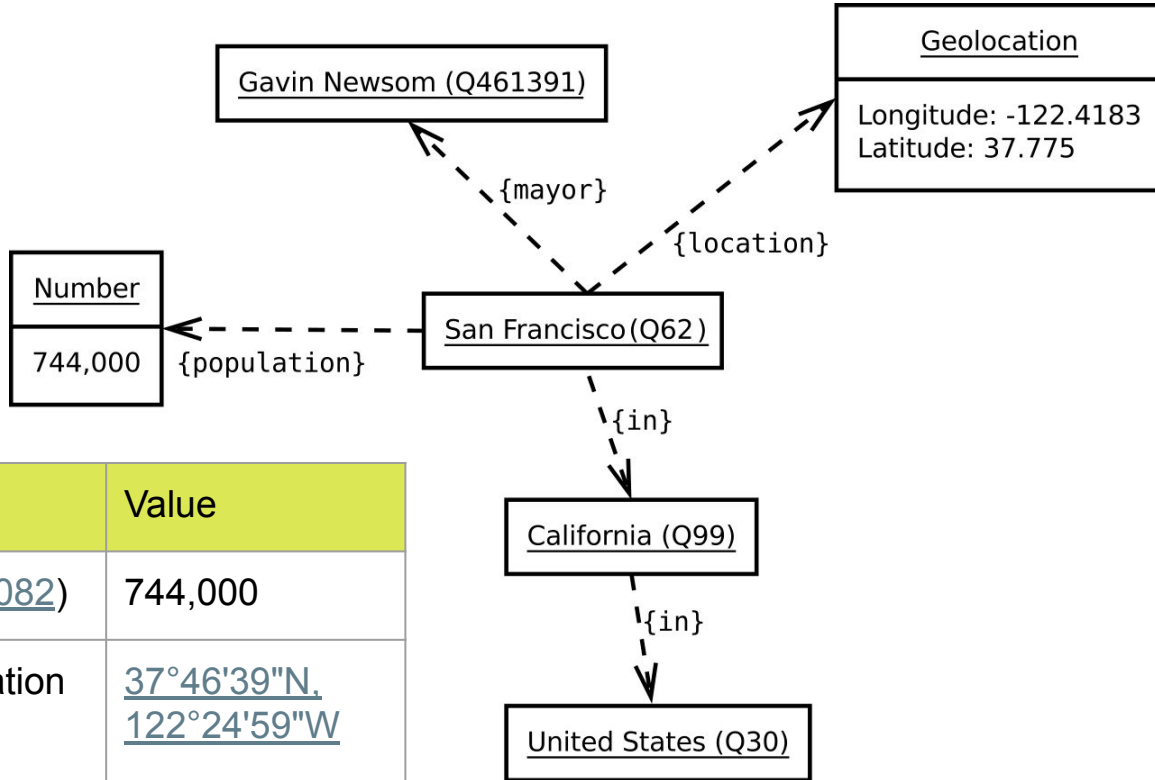 Geolocation
Longitude: -122.4183
Latitude: 37.775
Gavin Newsom (Q461391)
{mayor}
{location}
Number
744,000
{population}
San Francisco (Q62)
{in}
California (Q99)
{in}
United States (Q30)
Value
082)
744,000
ation
37°46'39"N,
122°24'59"W